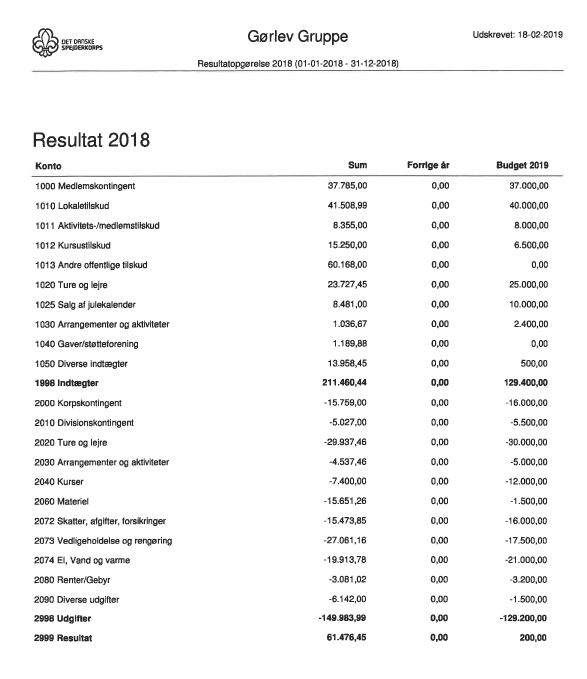 DET DANSKE
SPEJDERKORPS
Gørlev Gruppe
Udskrevet: 18-02-2019
Resultatopgørelse 2018 (01-01-2018 - 31-12-2018)
Resultat 2018
Konto Sum Forrige år Budget 2019
1000 Medlemskontingent 37.785,00 0,00 37.000,00
1010 Lokaletilskud 41.508,99 0,00 40.000,00
1011 Aktivitets-/medlemstilskud 8.355,00 0,00 8.000,00
1012 Kursustilskud 15.250,00 0,00 6.500,00
1013 Andre offentlige tilskud 60.168,00 0,00 0,00
1020 Ture og lejre 23.727,45 0,00 25.000,00
1025 Salg af julekalender 8.481,00 0,00 10.000,00
1030 Arrangementer og aktiviteter 1.036,67 0,00 2.400,00
1040 Gaver/støtteforening 1.189,88 0,00 0,00
1050 Diverse indtægter 13.958,45 0,00 500,00
1998 Indtægter 211.460,44 0,00 129.400,00
2000 Korpskontingent -15.759,00 0,00 -16.000,00
2010 Divisionskontingent -5.027,00 0,00 -5.500,00
2020 Ture og lejre -29.937,46 0,00 -30.000,00
2030 Arrangementer og aktiviteter -4.537,46 0,00 -5.000,00
2040 Kurser -7.400,00 0,00 -12.000,00
2060 Materiel -15.651,26 0,00 -1.500,00
2072 Skatter, afgifter, forsikringer -15.473,85 0,00 -16.000,00
2073 Vedligeholdelse og rengøring -27.061,16 0,00 -17.500,00
2074 El, Vand og varme -19.913,78 0,00 -21.000,00
2080 Renter/Gebyr -3.081,02 0,00 -3.200,00
2090 Diverse udgifter -6.142,00 0,00 -1.500,00
2998 Udgifter -149.983,99 0,00 -129.200,00
2999 Resultat 61.476,45 0,00 200,00